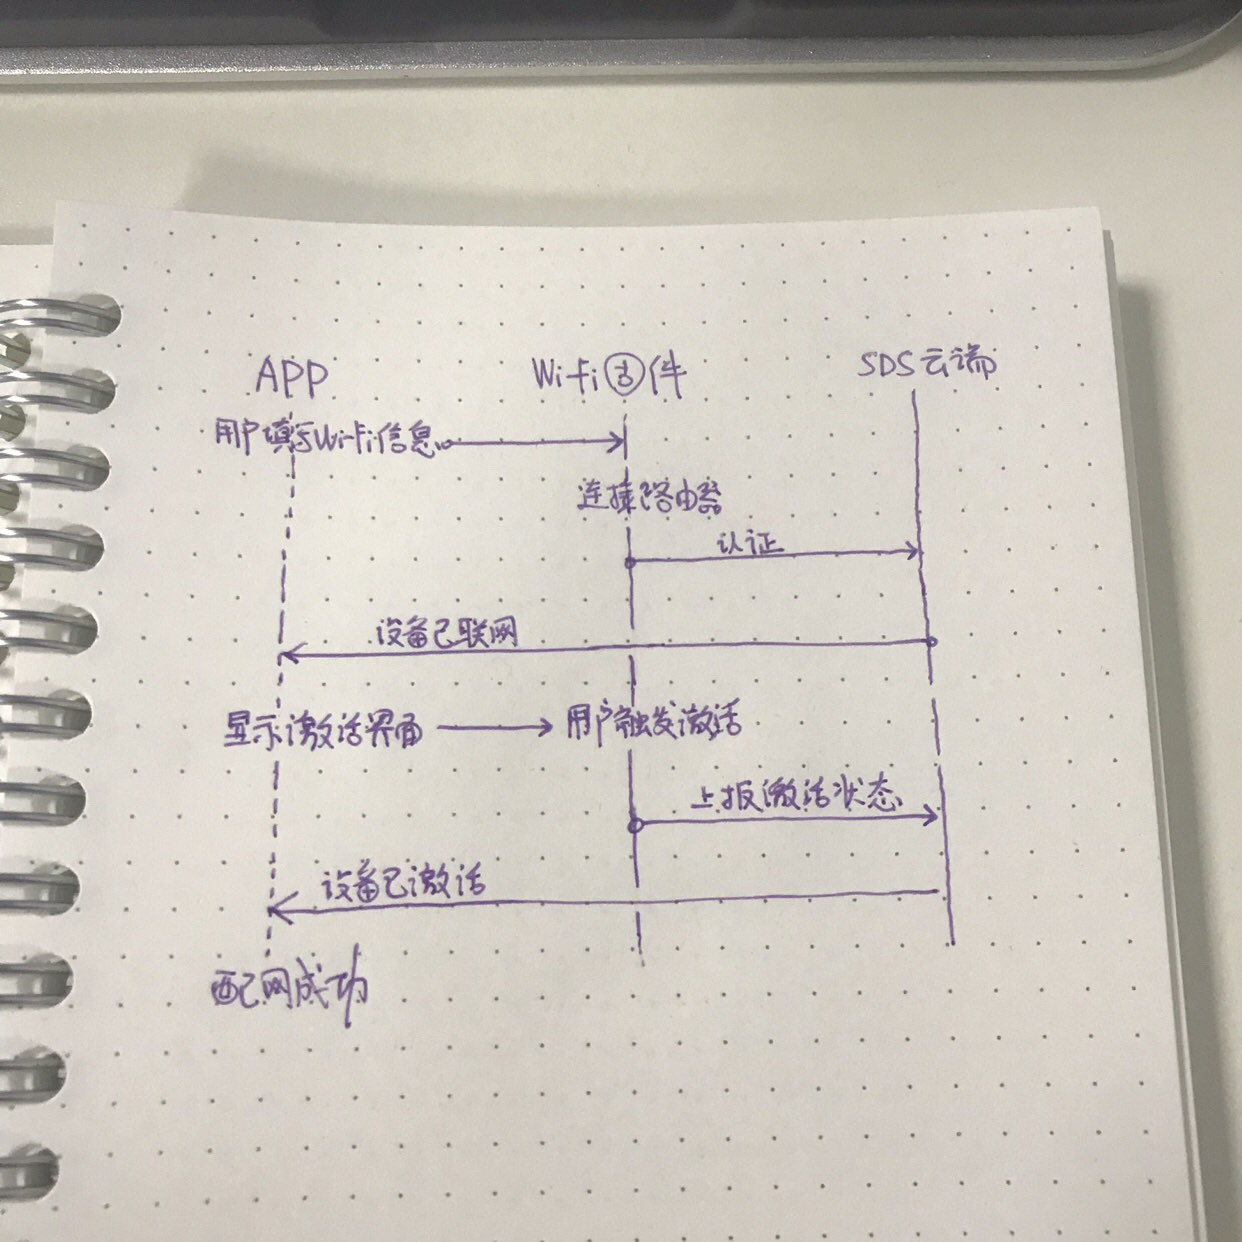 APP
Wifi固件
SDS云端
用户填写Wi-Fi信息
连接路由器
认证
设备已联网
显示激活界面
用户触发激活
上报激活状态
设备已激活
配网成功